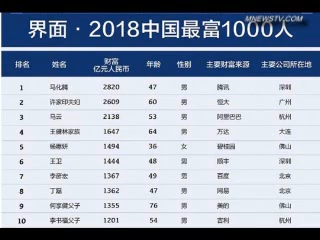 MNEWSTV.COM
界面·2018中国最富1000人
排名 姓名 财富 亿元人民币 年龄 性别 主要财富来源 主要公司所在地
1 马化腾 2820 47 男 腾讯 深圳
2 许家印夫妇 2609 60 男 恒大 广州
3 马云 2138 53 男 阿里巴巴 杭州
4 王健林家族 1647 64 男 万达 大连
5 杨惠妍 1494 36 女 碧桂园 佛山
6 王卫 1444 48 男 顺丰 深圳
7 李彦宏 1367 49 男 百度 北京
8 丁磊 1362 47 男 网易 北京
9 何享健父子 1355 76 男 美的 佛山
10 李书福父子 1201 54 男 吉利 杭州